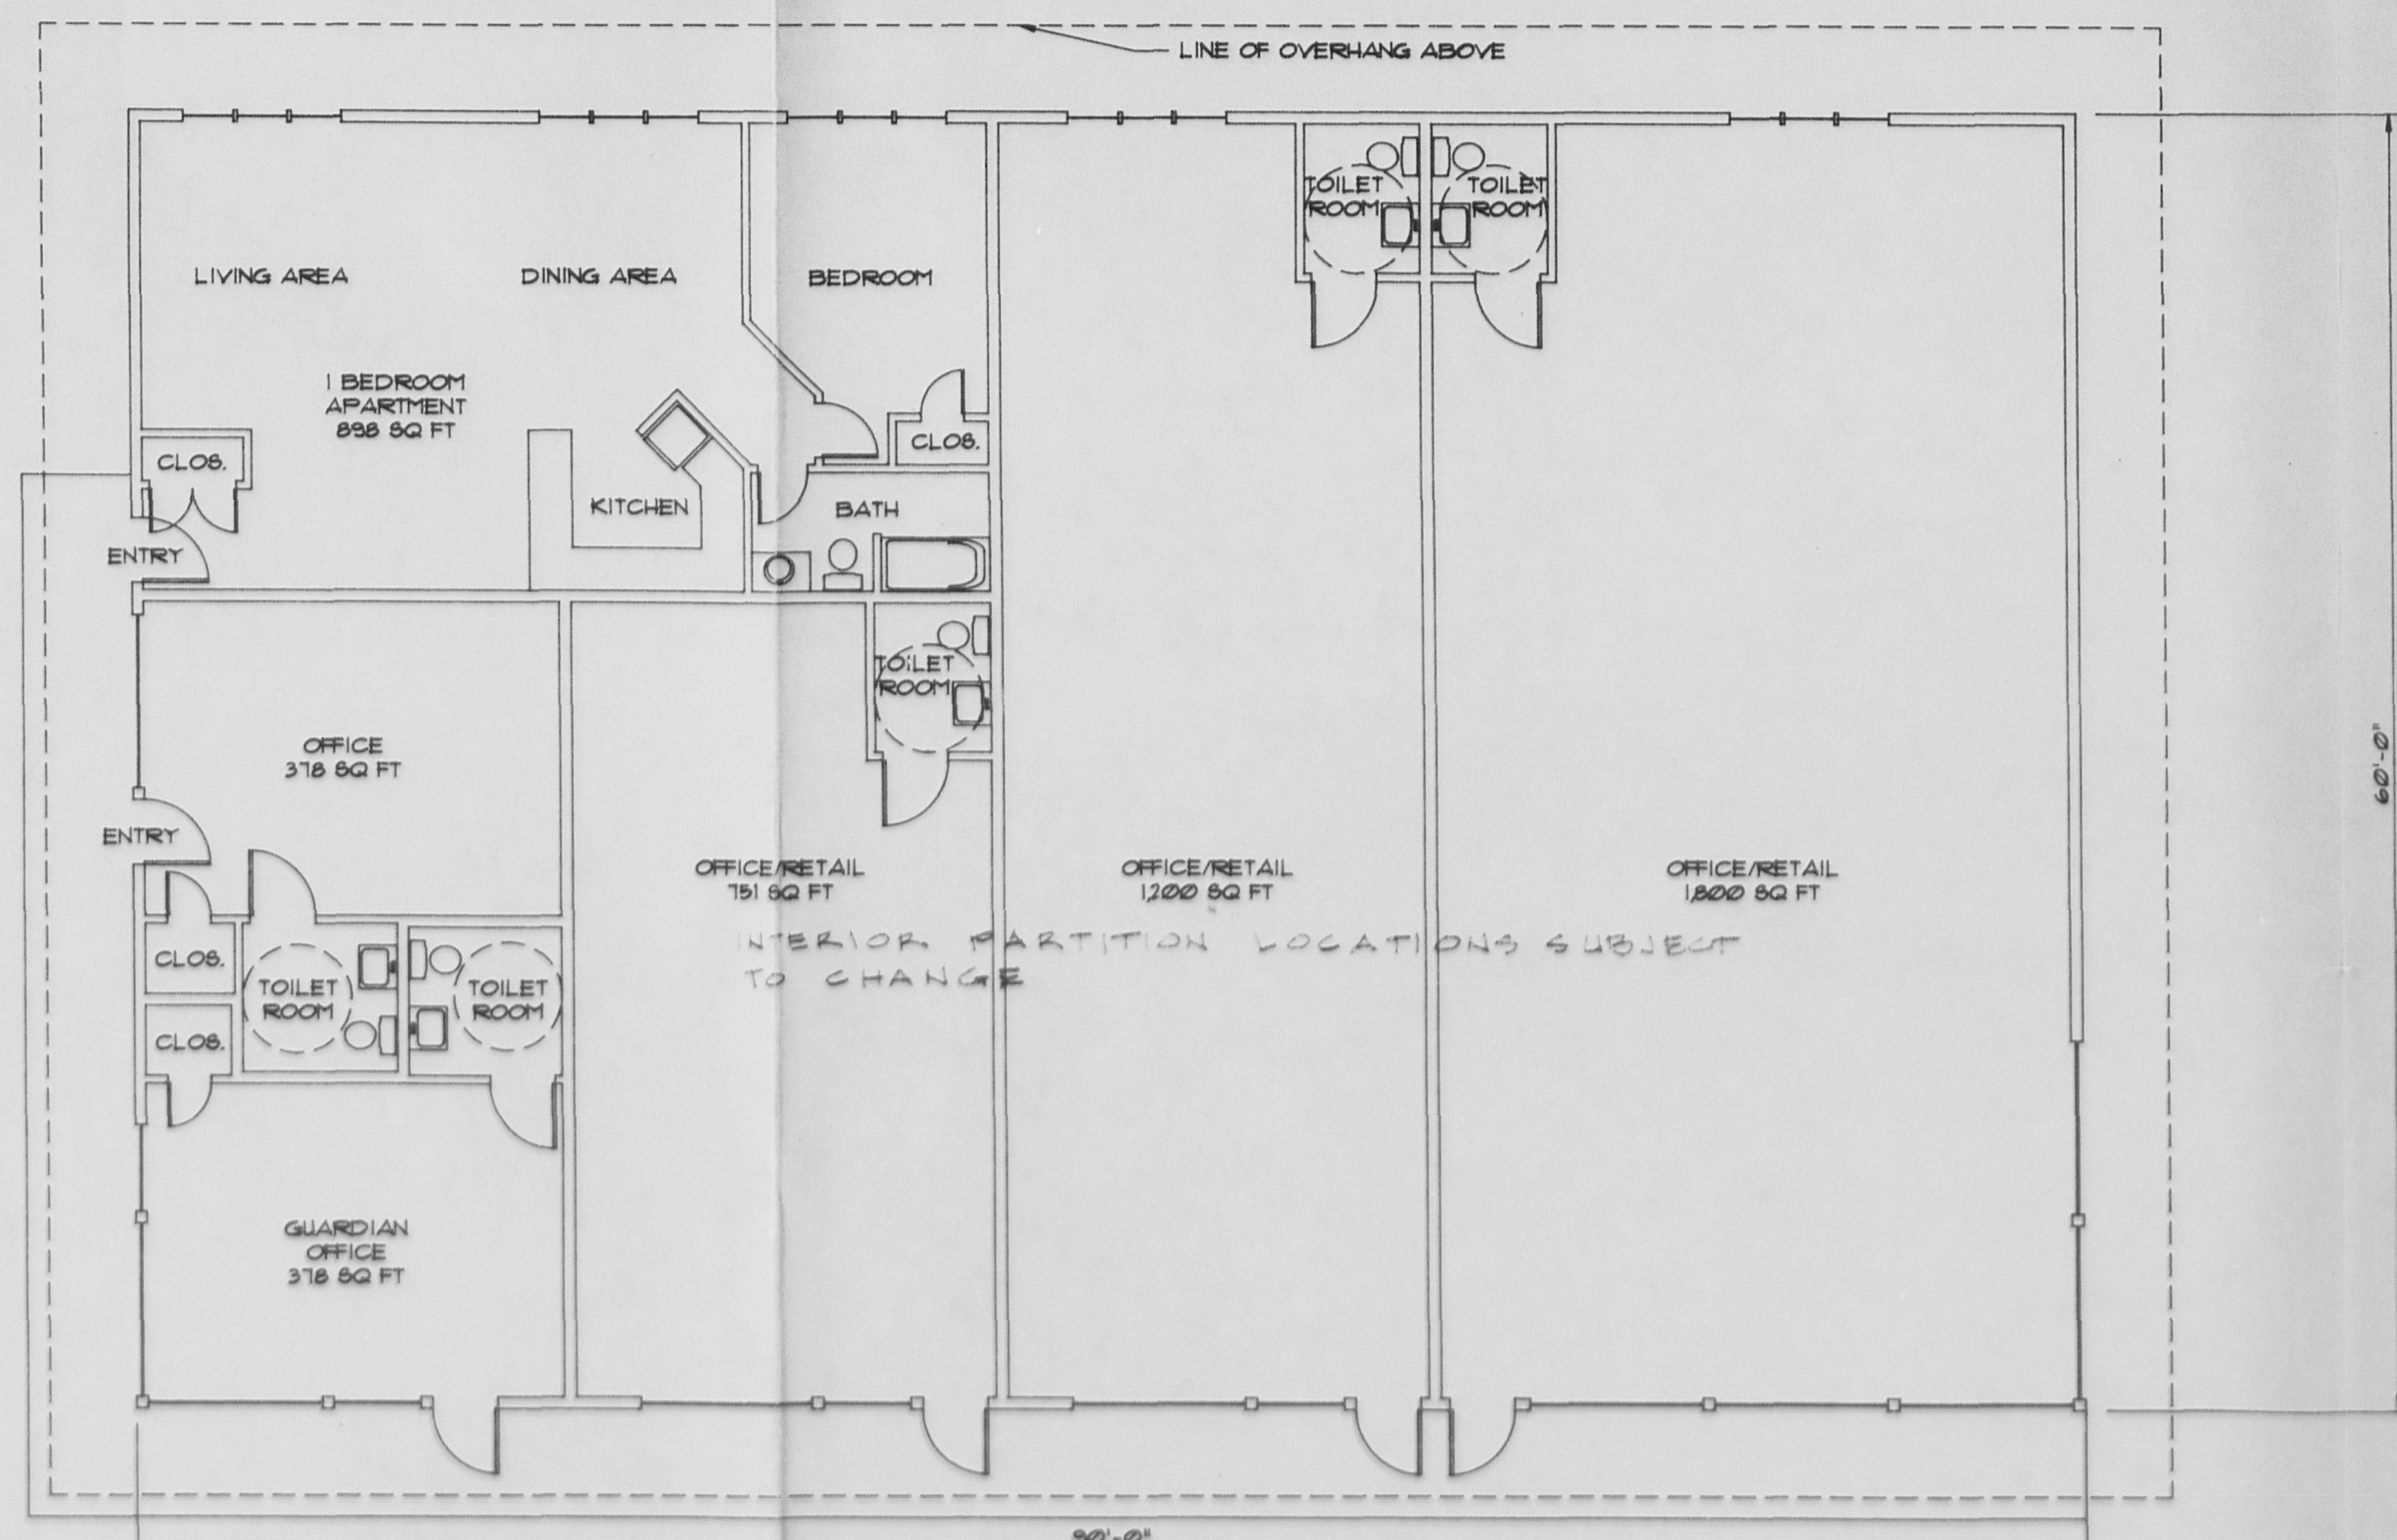 LINE OF OVERHANG ABOVE
TOILET
ROOM
TOILET
ROOM
LIVING AREA
DINING AREA
BEDROOM
1 BEDROOM
APARTMENT
898 SQ FT
CLOS.
CLOS.
KITCHEN
BATH
ENTRY
TOILET
ROOM
OFFICE
378 SQ FT
60'-0"
ENTRY
OFFICE/RETAIL
751 SQ FT
OFFICE/RETAIL
1,200 SQ FT
OFFICE/RETAIL
1,800 SQ FT
INTERIOR PARTITION LOCATIONS SUBJECT
TO CHANGE
CLOS.
TOILET
ROOM
TOILET
ROOM
CLOS.
GUARDIAN
OFFICE
378 SQ FT
90'-0"